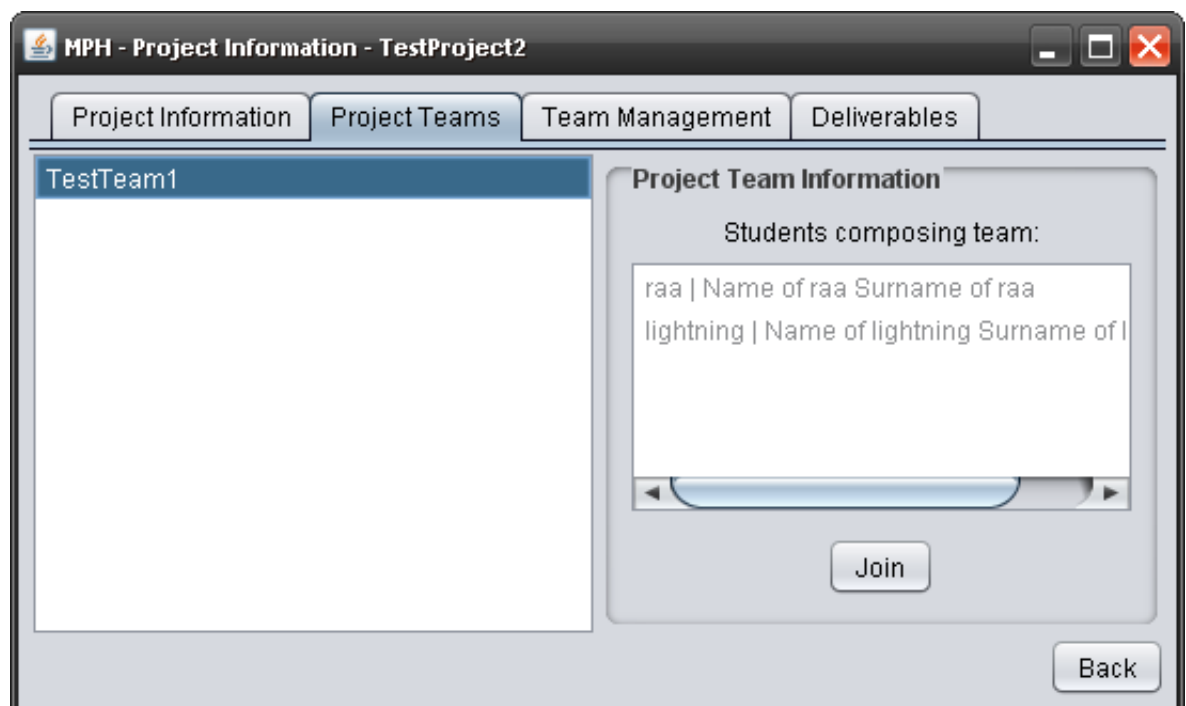 MPH - Project Information - TestProject2
Project Information Project Teams Team Management Deliverables
TestTeam1
Project Team Information
Students composing team:
raa | Name of raa Surname of raa
lightning | Name of lightning Surname of l
Join
Back